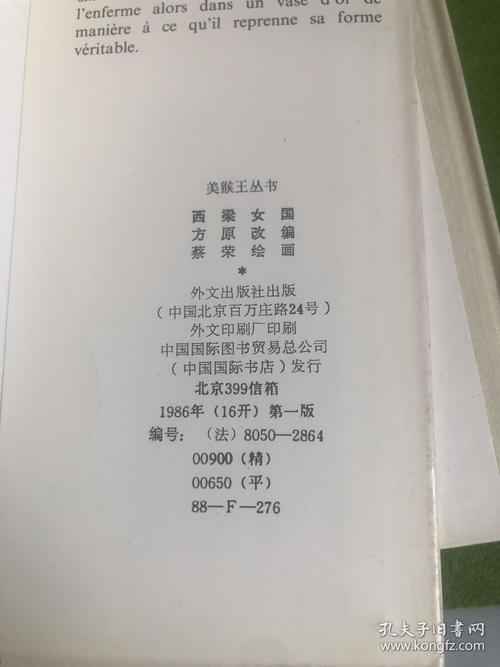 l'enferme alors dans un vase d'or de
manière à ce qu'il reprenne sa forme
véritable.
美猴王丛书
西梁女国
方原改编
蔡荣绘画
*
外文出版社出版
（中国北京百万庄路24号）
外文印刷厂印刷
中国国际图书贸易总公司
（中国国际书店）发行
北京399信箱
1986年（16开）第一版
编号：（法）8050—2864
00900（精）
00650（平）
88—F—276
孔夫子旧书网
www.kongfz.com